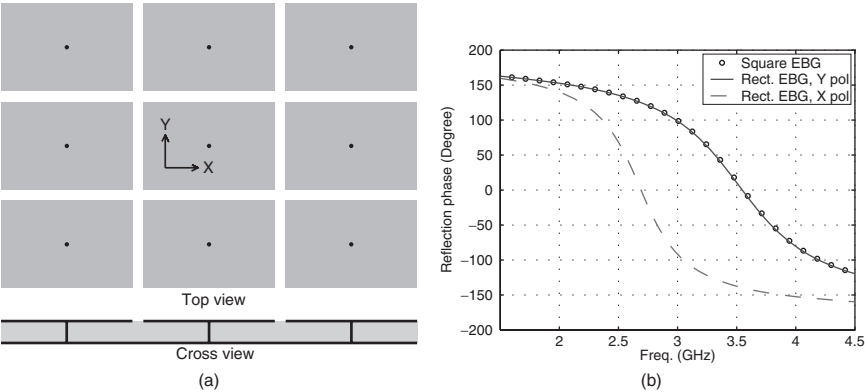 Y
X
Top view
Cross view
(a)
200
150
100
50
0
−50
−100
−150
−200
Reflection phase (Degree)
Square EBG
Rect. EBG, Y pol
Rect. EBG, X pol
2 2.5 3 3.5 4 4.5
Freq. (GHz)
(b)